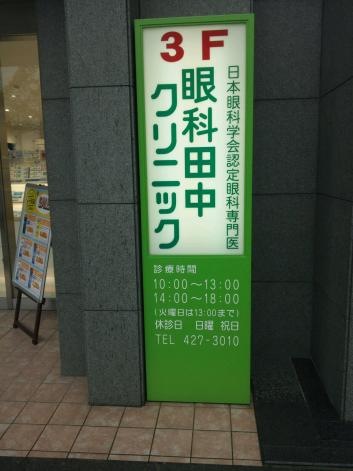 3F
日本眼科学会認定眼科専門医
眼科田中
クリニック
診療時間
10:00～13:00
14:00～18:00
(火曜日は13:00まで)
休診日 日曜 祝日
TEL 427-3010